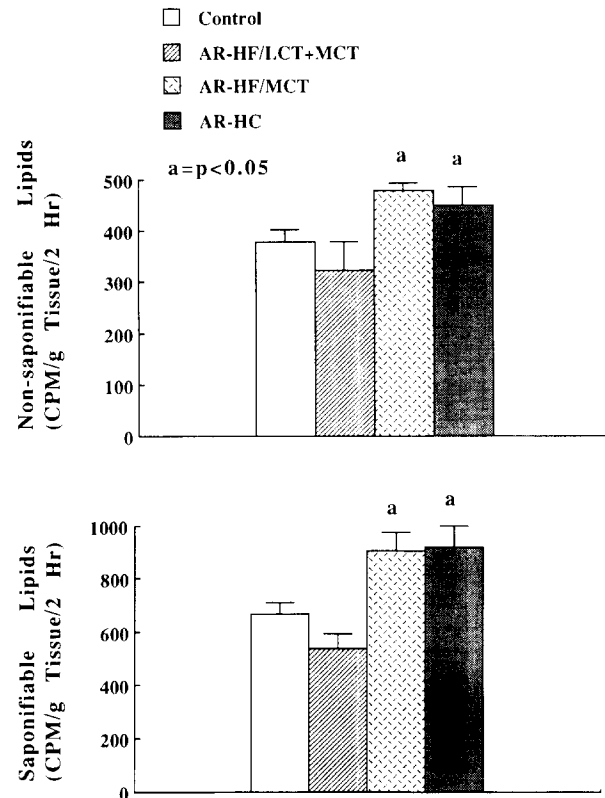 Control
AR-HF/LCT+MCT
AR-HF/MCT
AR-HC
a=p<0.05
a a
Non-saponifiable Lipids
(CPM/g Tissue/2 Hr)
500
400
300
200
100
0
a a
Saponifiable Lipids
(CPM/g Tissue/2 Hr)
1000
800
600
400
200
0